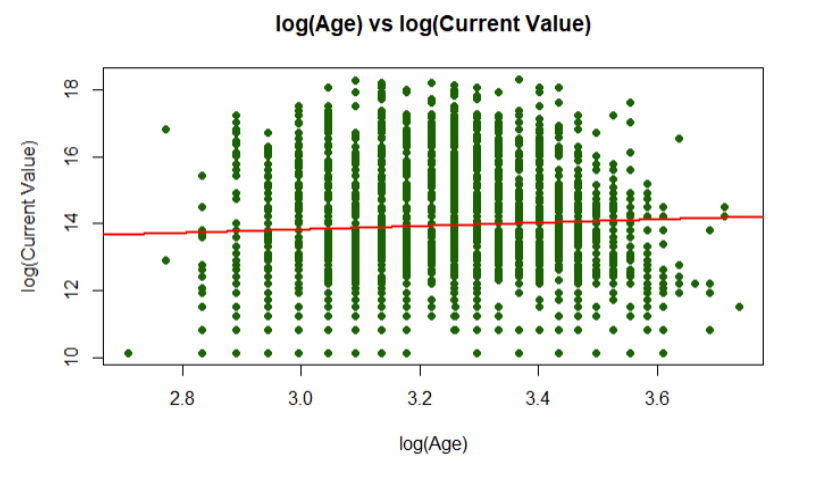 log(Age) vs log(Current Value)
log(Current Value)
18
16
14
12
10
2.8 3.0 3.2 3.4 3.6
log(Age)